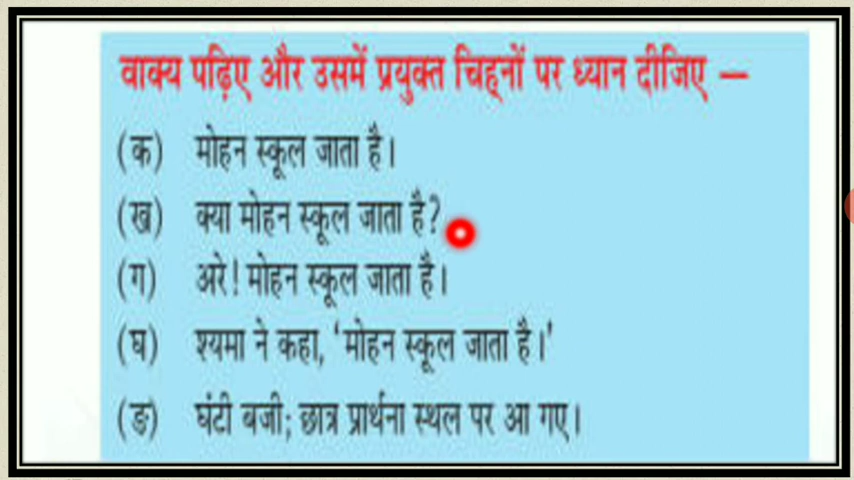 वाक्य पढ़िए और उसमें प्रयुक्त चिह्नों पर ध्यान दीजिए —
(क) मोहन स्कूल जाता है।
(ख) क्या मोहन स्कूल जाता है?
(ग) अरे! मोहन स्कूल जाता है।
(घ) श्यमा ने कहा, 'मोहन स्कूल जाता है।'
(ङ) घंटी बजी; छात्र प्रार्थना स्थल पर आ गए।